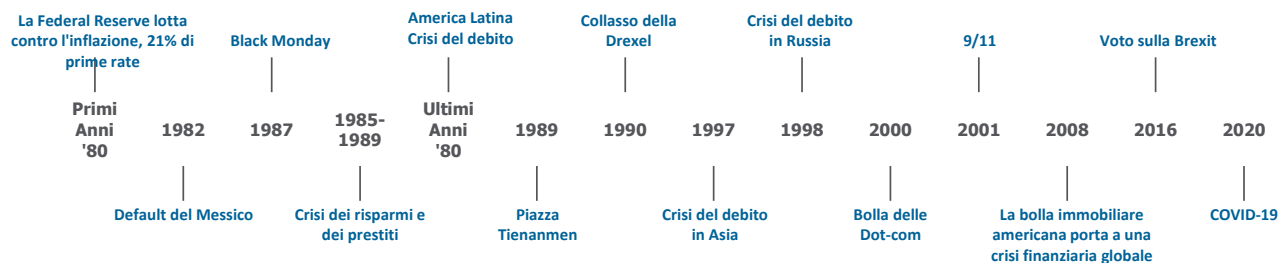 La Federal Reserve lotta
contro l'inflazione, 21% di
prime rate
Black Monday
America Latina
Crisi del debito
Collasso della
Drexel
Crisi del debito
in Russia
9/11
Voto sulla Brexit
Primi
Anni
'80
1982
1987
1985-
1989
Ultimi
Anni
'80
1989
1990
1997
1998
2000
2001
2008
2016
2020
Default del Messico
Crisi dei risparmi e
dei prestiti
Piazza
Tienanmen
Crisi del debito
in Asia
Bolla delle
Dot-com
La bolla immobiliare
americana porta a una
crisi finanziaria globale
COVID-19